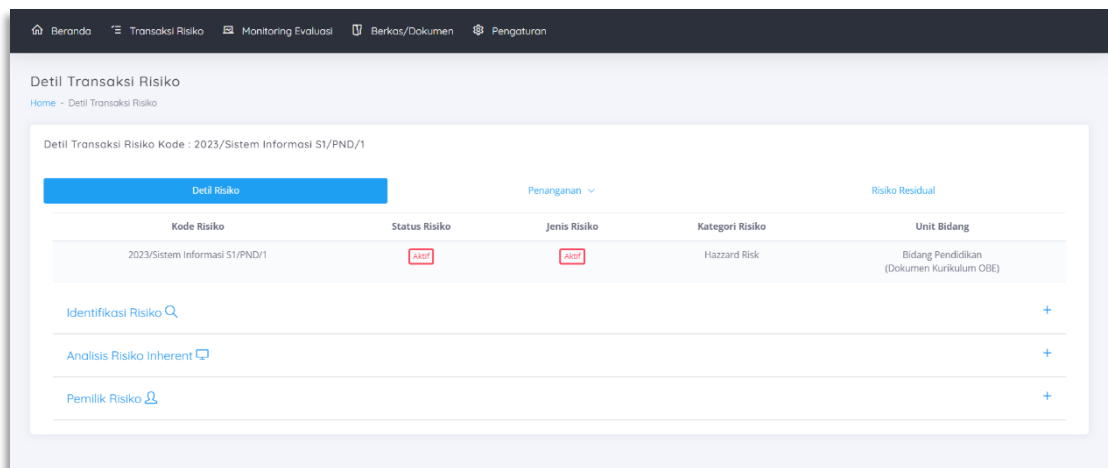 Beranda Transaksi Risiko Monitoring Evaluasi Berkas/Dokumen Pengaturan
Detil Transaksi Risiko
Home - Detil Transaksi Risiko
Detil Transaksi Risiko Kode : 2023/Sistem Informasi S1/PND/1
Detil Risiko Penanganan Risiko Residual
Kode Risiko Status Risiko Jenis Risiko Kategori Risiko Unit Bidang
2023/Sistem Informasi S1/PND/1 Aktif Aktif Hazzard Risk Bidang Pendidikan
(Dokumen Kurikulum OBE)
Identifikasi Risiko +
Analisis Risiko Inherent +
Pemilik Risiko +